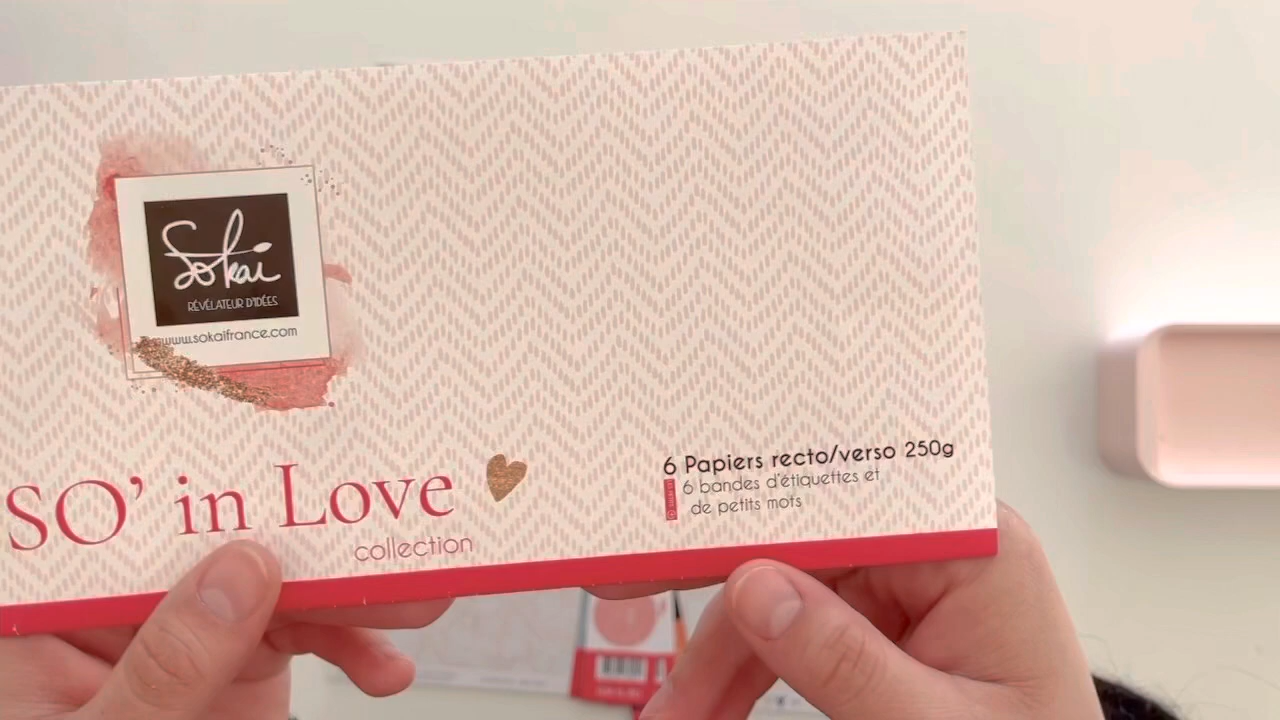 Sokai
RÉVÉLATEUR D'IDÉES
www.sokaifrance.com
SO' in Love
collection
6 Papiers recto/verso 250g
6 bandes d'étiquettes et
de petits mots